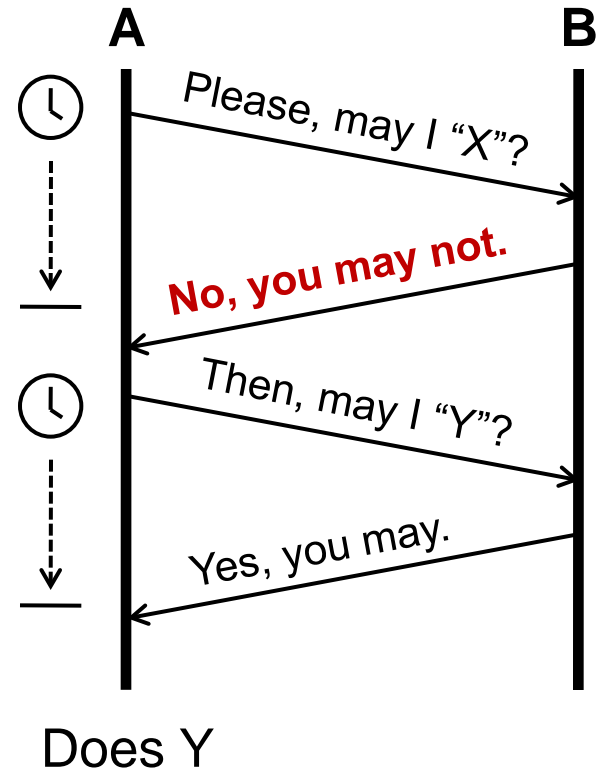 A B
Please, may I “X”?
No, you may not.
Then, may I “Y”?
Yes, you may.
Does Y